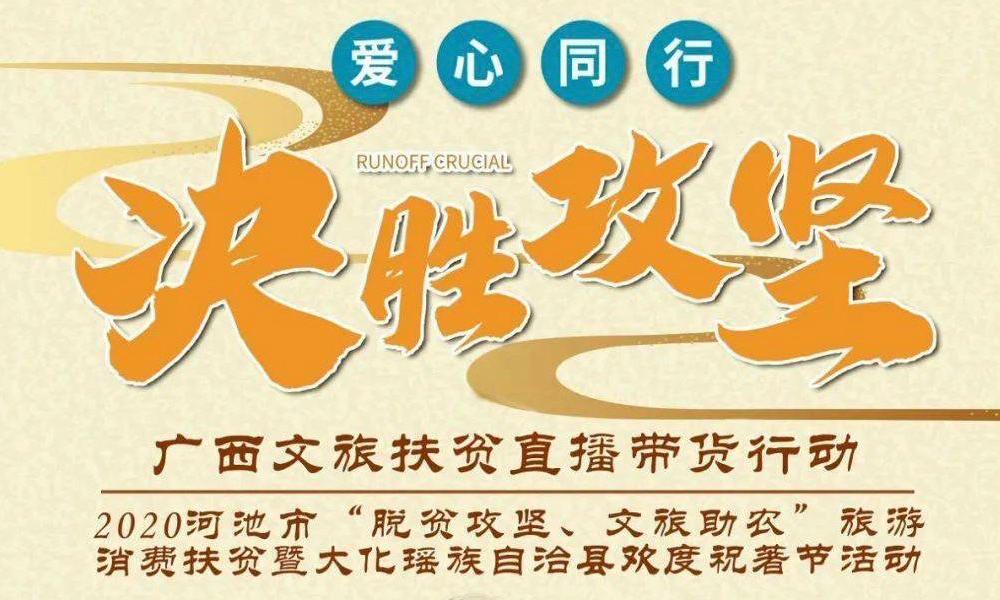 爱心同行
RUNOFF CRUCIAL
决胜攻坚
广西文旅扶贫直播带货行动
2020河池市“脱贫攻坚、文旅助农”旅游
消费扶贫暨大化瑶族自治县欢度祝著节活动